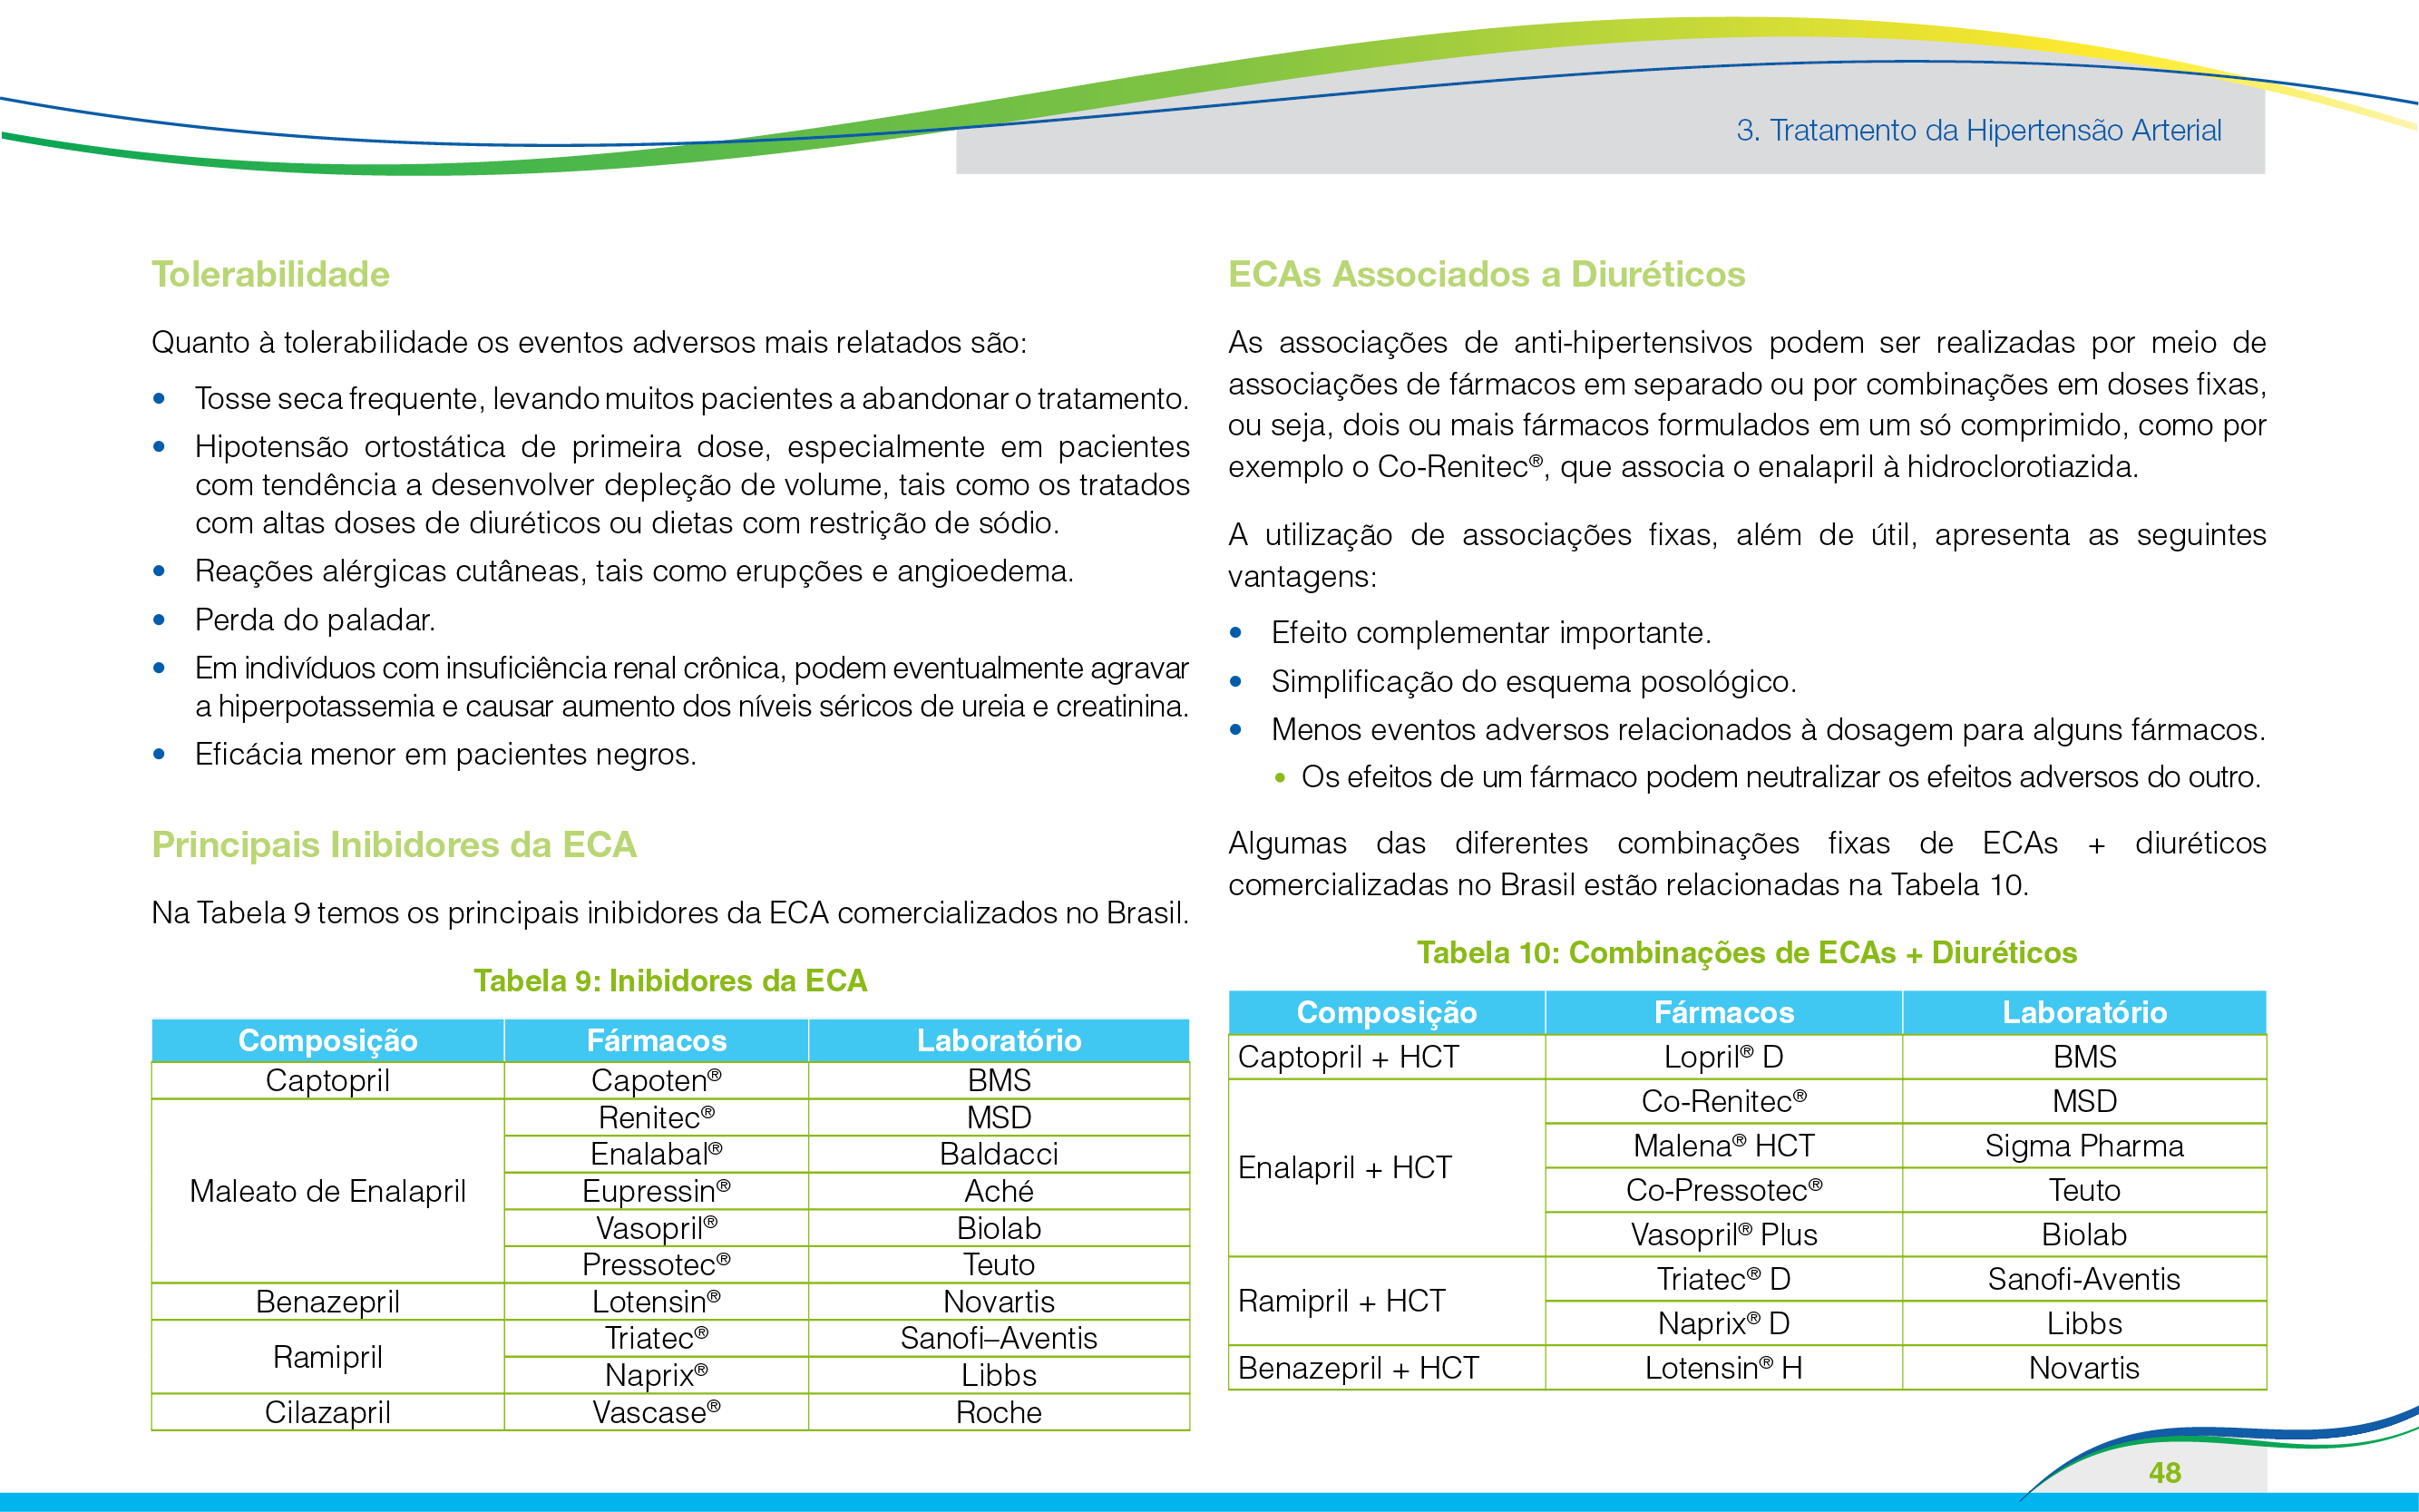 3. Tratamento da Hipertensão Arterial
Tolerabilidade
Quanto à tolerabilidade os eventos adversos mais relatados são:
• Tosse seca frequente, levando muitos pacientes a abandonar o tratamento.
• Hipotensão ortostática de primeira dose, especialmente em pacientes
com tendência a desenvolver depleção de volume, tais como os tratados
com altas doses de diuréticos ou dietas com restrição de sódio.
• Reações alérgicas cutâneas, tais como erupções e angioedema.
• Perda do paladar.
• Em indivíduos com insuficiência renal crônica, podem eventualmente agravar
a hiperpotassemia e causar aumento dos níveis séricos de ureia e creatinina.
• Eficácia menor em pacientes negros.
Principais Inibidores da ECA
Na Tabela 9 temos os principais inibidores da ECA comercializados no Brasil.
Tabela 9: Inibidores da ECA
Composição Fármacos Laboratório
Captopril Capoten® BMS
Maleato de Enalapril Renitec® MSD
Enalabal® Baldacci
Eupressin® Aché
Vasopril® Biolab
Pressotec® Teuto
Benazepril Lotensin® Novartis
Ramipril Triatec® Sanofi–Aventis
Naprix® Libbs
Cilazapril Vascase® Roche
ECAs Associados a Diuréticos
As associações de anti-hipertensivos podem ser realizadas por meio de
associações de fármacos em separado ou por combinações em doses fixas,
ou seja, dois ou mais fármacos formulados em um só comprimido, como por
exemplo o Co-Renitec®, que associa o enalapril à hidroclorotiazida.
A utilização de associações fixas, além de útil, apresenta as seguintes
vantagens:
• Efeito complementar importante.
• Simplificação do esquema posológico.
• Menos eventos adversos relacionados à dosagem para alguns fármacos.
• Os efeitos de um fármaco podem neutralizar os efeitos adversos do outro.
Algumas das diferentes combinações fixas de ECAs + diuréticos
comercializadas no Brasil estão relacionadas na Tabela 10.
Tabela 10: Combinações de ECAs + Diuréticos
Composição Fármacos Laboratório
Captopril + HCT Lopril® D BMS
Enalapril + HCT Co-Renitec® MSD
Malena® HCT Sigma Pharma
Co-Pressotec® Teuto
Vasopril® Plus Biolab
Ramipril + HCT Triatec® D Sanofi-Aventis
Naprix® D Libbs
Benazepril + HCT Lotensin® H Novartis
48